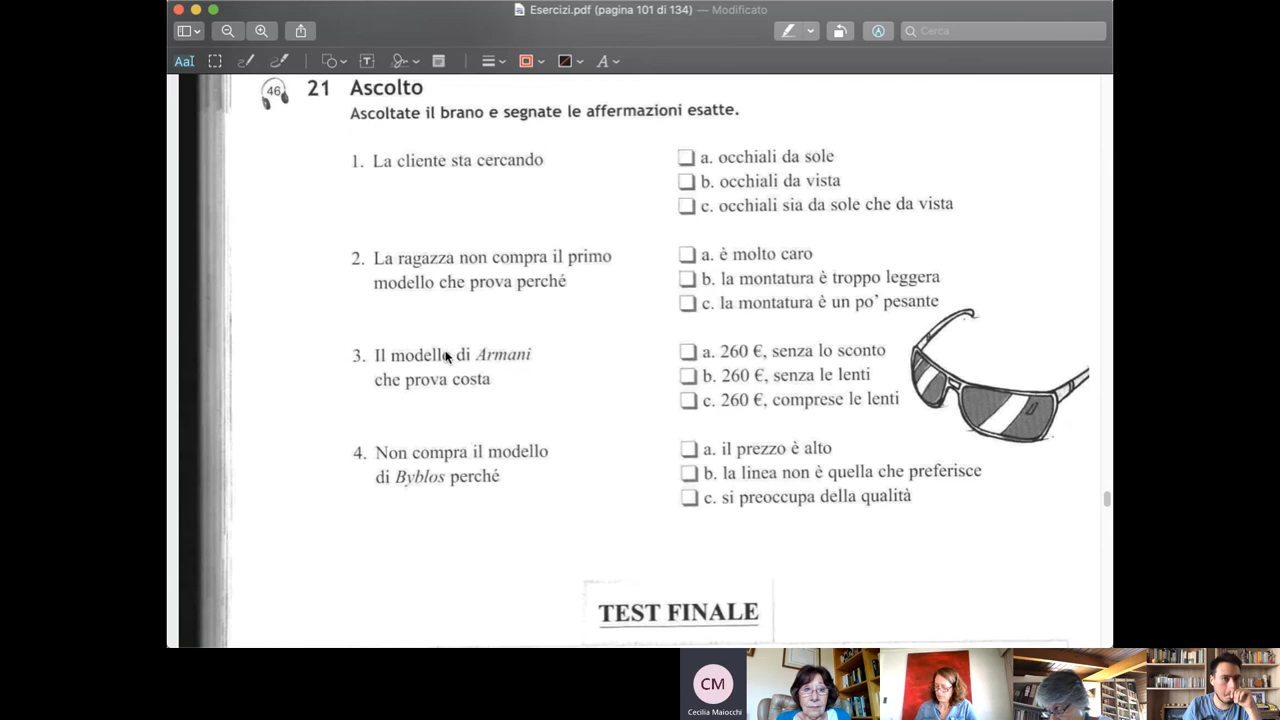 Esercizi.pdf (pagina 101 di 134) — Modificato
Cerca
46
21 Ascolto
Ascoltate il brano e segnate le affermazioni esatte.
1. La cliente sta cercando
a. occhiali da sole
b. occhiali da vista
c. occhiali sia da sole che da vista
2. La ragazza non compra il primo
modello che prova perché
a. è molto caro
b. la montatura è troppo leggera
c. la montatura è un po' pesante
3. Il modello di Armani
che prova costa
a. 260 €, senza lo sconto
b. 260 €, senza le lenti
c. 260 €, comprese le lenti
4. Non compra il modello
di Byblos perché
a. il prezzo è alto
b. la linea non è quella che preferisce
c. si preoccupa della qualità
TEST FINALE
CM
Cecilia Maiocchi